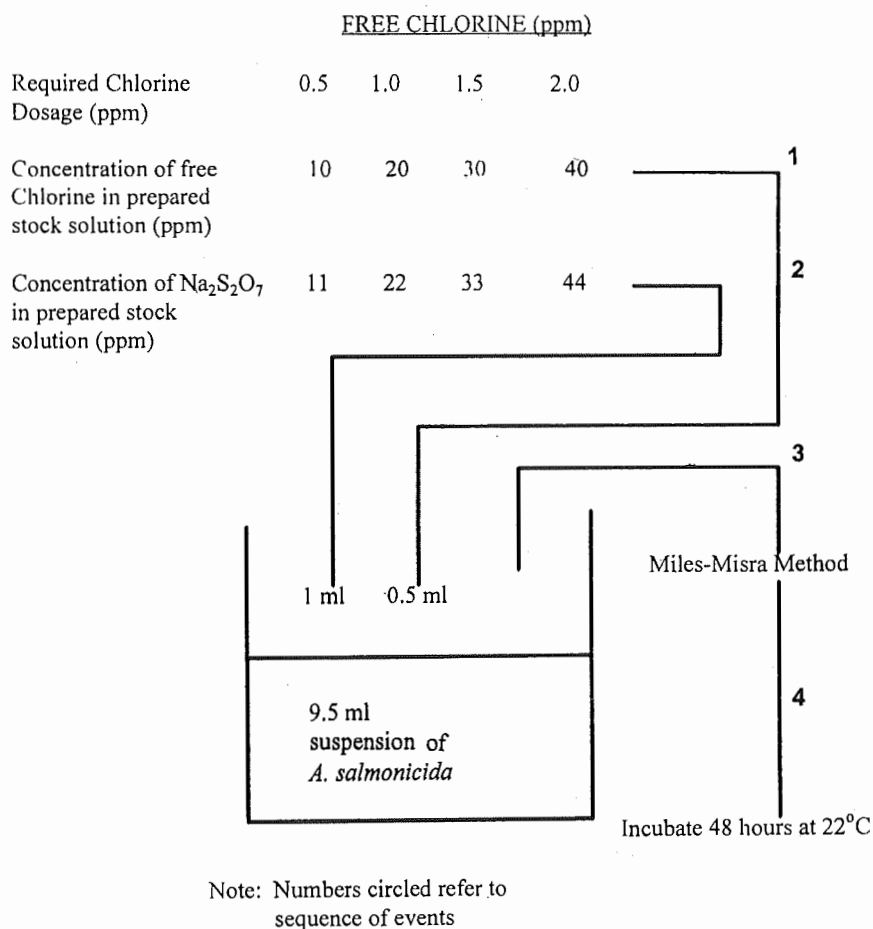 FREE CHLORINE (ppm)
Required Chlorine 0.5 1.0 1.5 2.0
Dosage (ppm)
Concentration of free 10 20 30 40 1
Chlorine in prepared
stock solution (ppm)
2
Concentration of Na₂S₂O₇ 11 22 33 44
in prepared stock
solution (ppm)
3
Miles-Misra Method
1 ml 0.5 ml
4
9.5 ml
suspension of
A. salmonicida
Incubate 48 hours at 22°C
Note: Numbers circled refer to
sequence of events